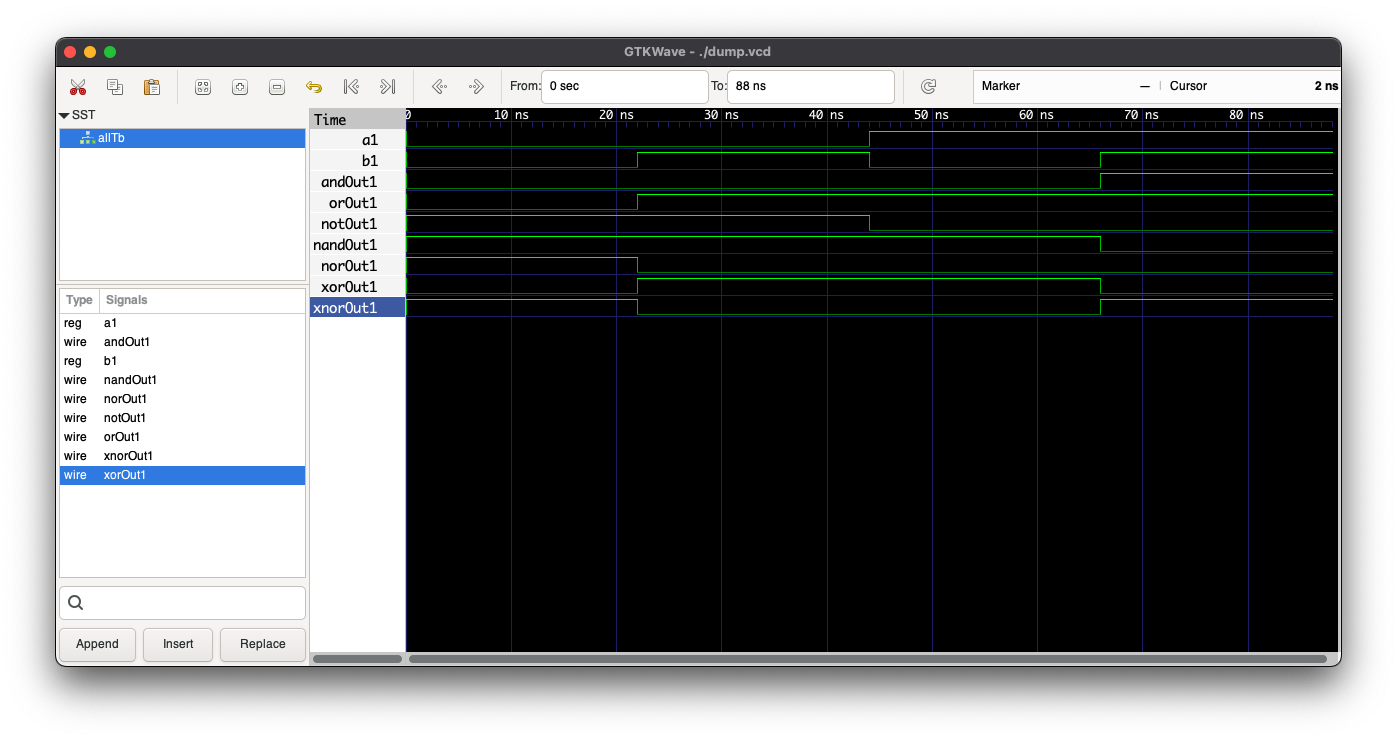 GTKWave - ./dump.vcd
From: 0 sec To: 88 ns Marker — | Cursor 2 ns
SST
allTb
Type Signals
reg a1
wire andOut1
reg b1
wire nandOut1
wire norOut1
wire notOut1
wire orOut1
wire xnorOut1
wire xorOut1
Append Insert Replace
Time
a1
b1
andOut1
orOut1
notOut1
nandOut1
norOut1
xorOut1
xnorOut1
0 10 ns 20 ns 30 ns 40 ns 50 ns 60 ns 70 ns 80 ns